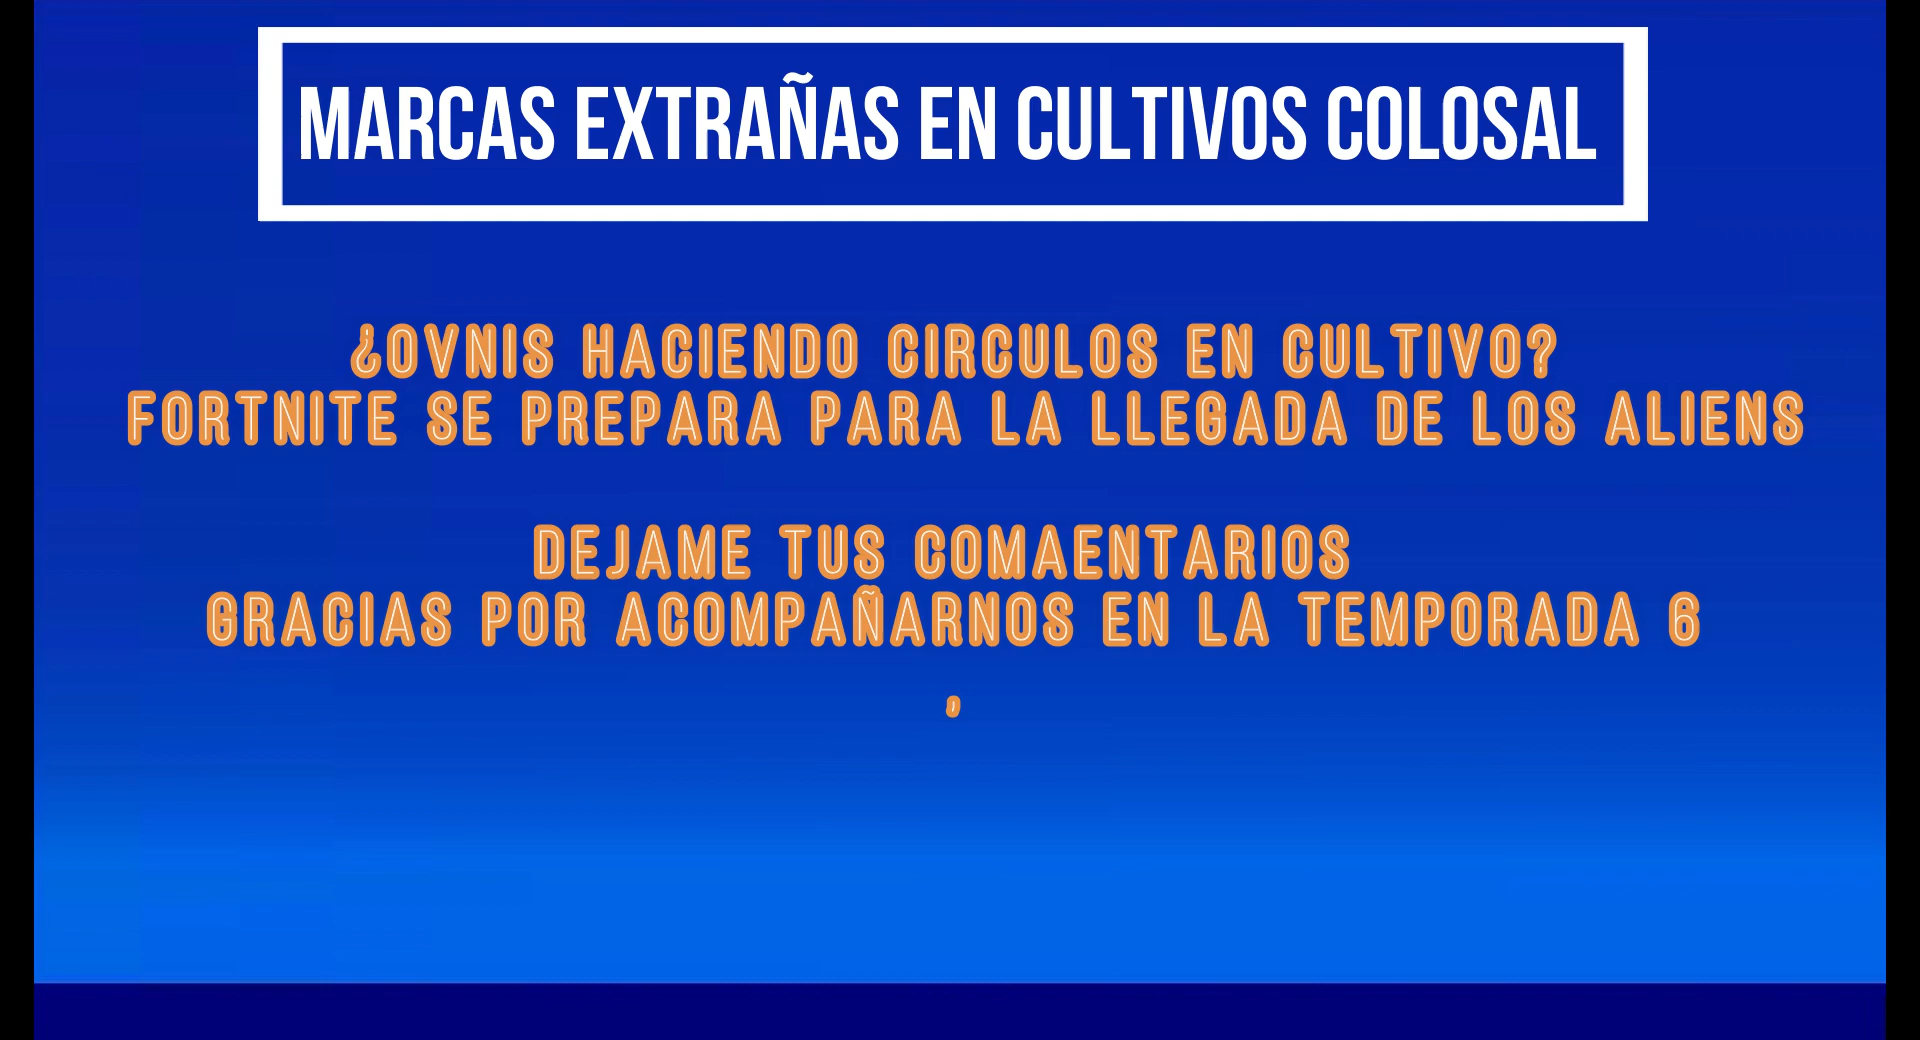 MARCAS EXTRAÑAS EN CULTIVOS COLOSAL
¿OVNIS HACIENDO CIRCULOS EN CULTIVO?
FORTNITE SE PREPARA PARA LA LLEGADA DE LOS ALIENS
DEJAME TUS COMAENTARIOS
GRACIAS POR ACOMPAÑARNOS EN LA TEMPORADA 6
,